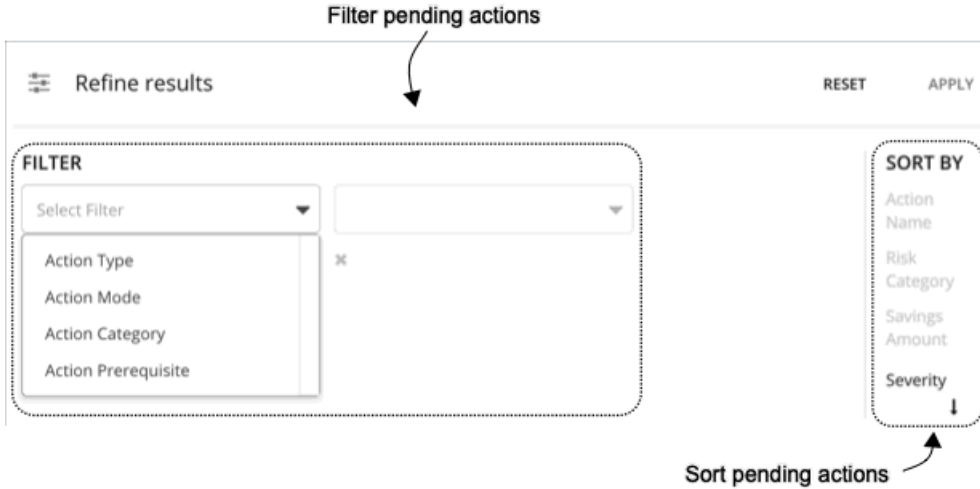 Filter pending actions
Refine results
RESET
APPLY
FILTER
Select Filter
Action Type
Action Mode
Action Category
Action Prerequisite
SORT BY
Action
Name
Risk
Category
Savings
Amount
Severity
Sort pending actions